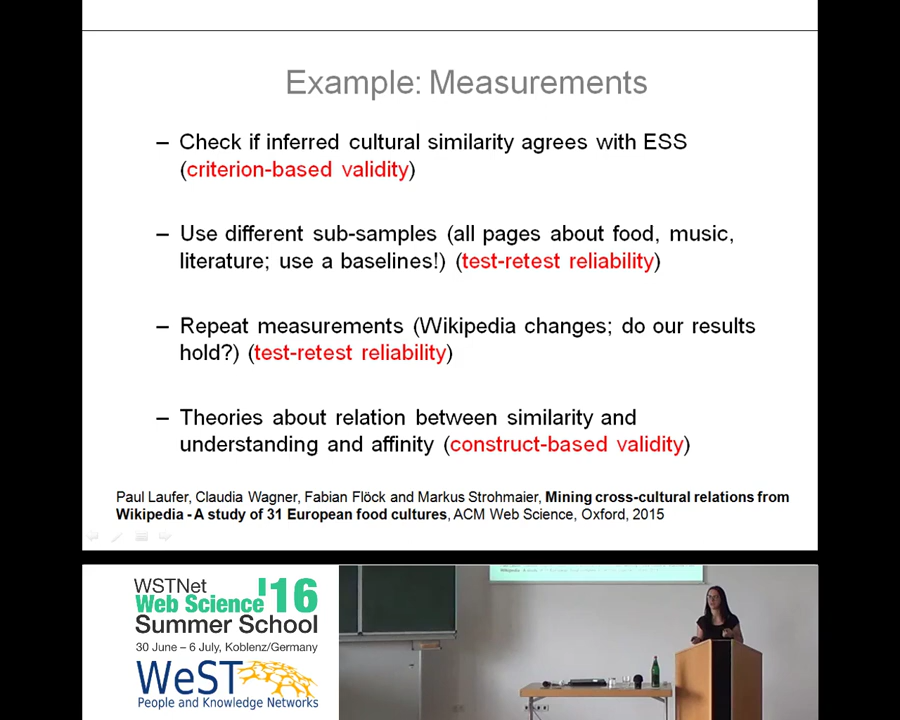 Example: Measurements
– Check if inferred cultural similarity agrees with ESS
(criterion-based validity)
– Use different sub-samples (all pages about food, music,
literature; use a baselines!) (test-retest reliability)
– Repeat measurements (Wikipedia changes; do our results
hold?) (test-retest reliability)
– Theories about relation between similarity and
understanding and affinity (construct-based validity)
Paul Laufer, Claudia Wagner, Fabian Flöck and Markus Strohmaier, Mining cross-cultural relations from
Wikipedia - A study of 31 European food cultures, ACM Web Science, Oxford, 2015
WSTNet
Web Science '16
Summer School
30 June – 6 July, Koblenz/Germany
WeST
People and Knowledge Networks